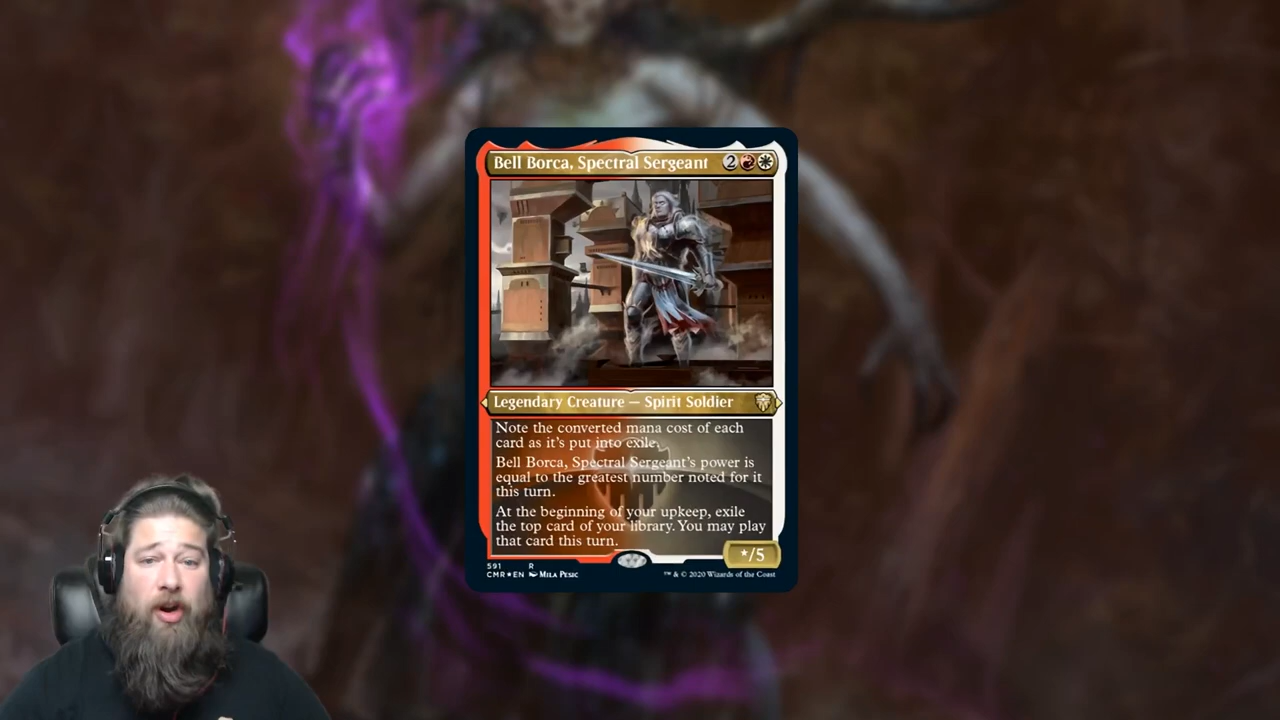 Bell Borca, Spectral Sergeant 2
Legendary Creature — Spirit Soldier
Note the converted mana cost of each
card as it's put into exile.
Bell Borca, Spectral Sergeant's power is
equal to the greatest number noted for it
this turn.
At the beginning of your upkeep, exile
the top card of your library. You may play
that card this turn.
*/5
591 R
CMR★EN Mila Pesic
™ & © 2020 Wizards of the Coast